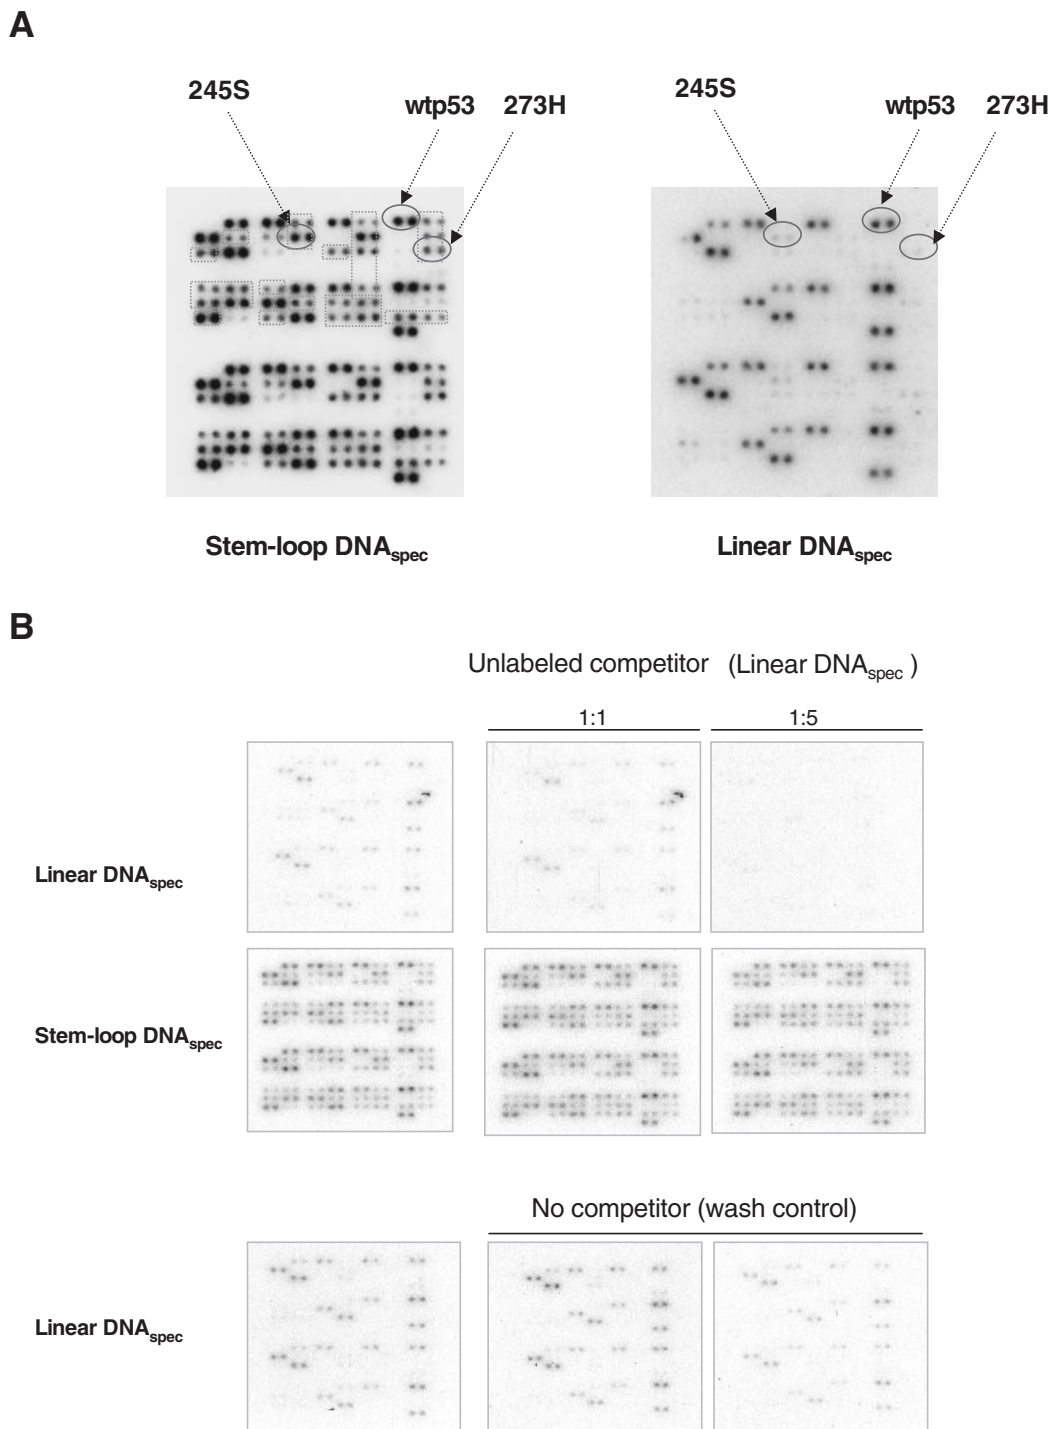 A
245S
wtp53 273H
245S
wtp53 273H
Stem-loop DNAspec
Linear DNAspec
B
Unlabeled competitor (Linear DNAspec )
1:1 1:5
Linear DNAspec
Stem-loop DNAspec
No competitor (wash control)
Linear DNAspec